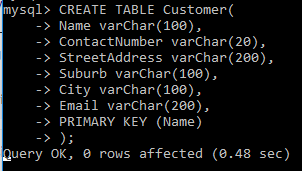 mysql> CREATE TABLE Customer(
-> Name varChar(100),
-> ContactNumber varChar(20),
-> StreetAddress varChar(200),
-> Suburb varChar(100),
-> City varChar(100),
-> Email varChar(200),
-> PRIMARY KEY (Name)
-> );
Query OK, 0 rows affected (0.48 sec)